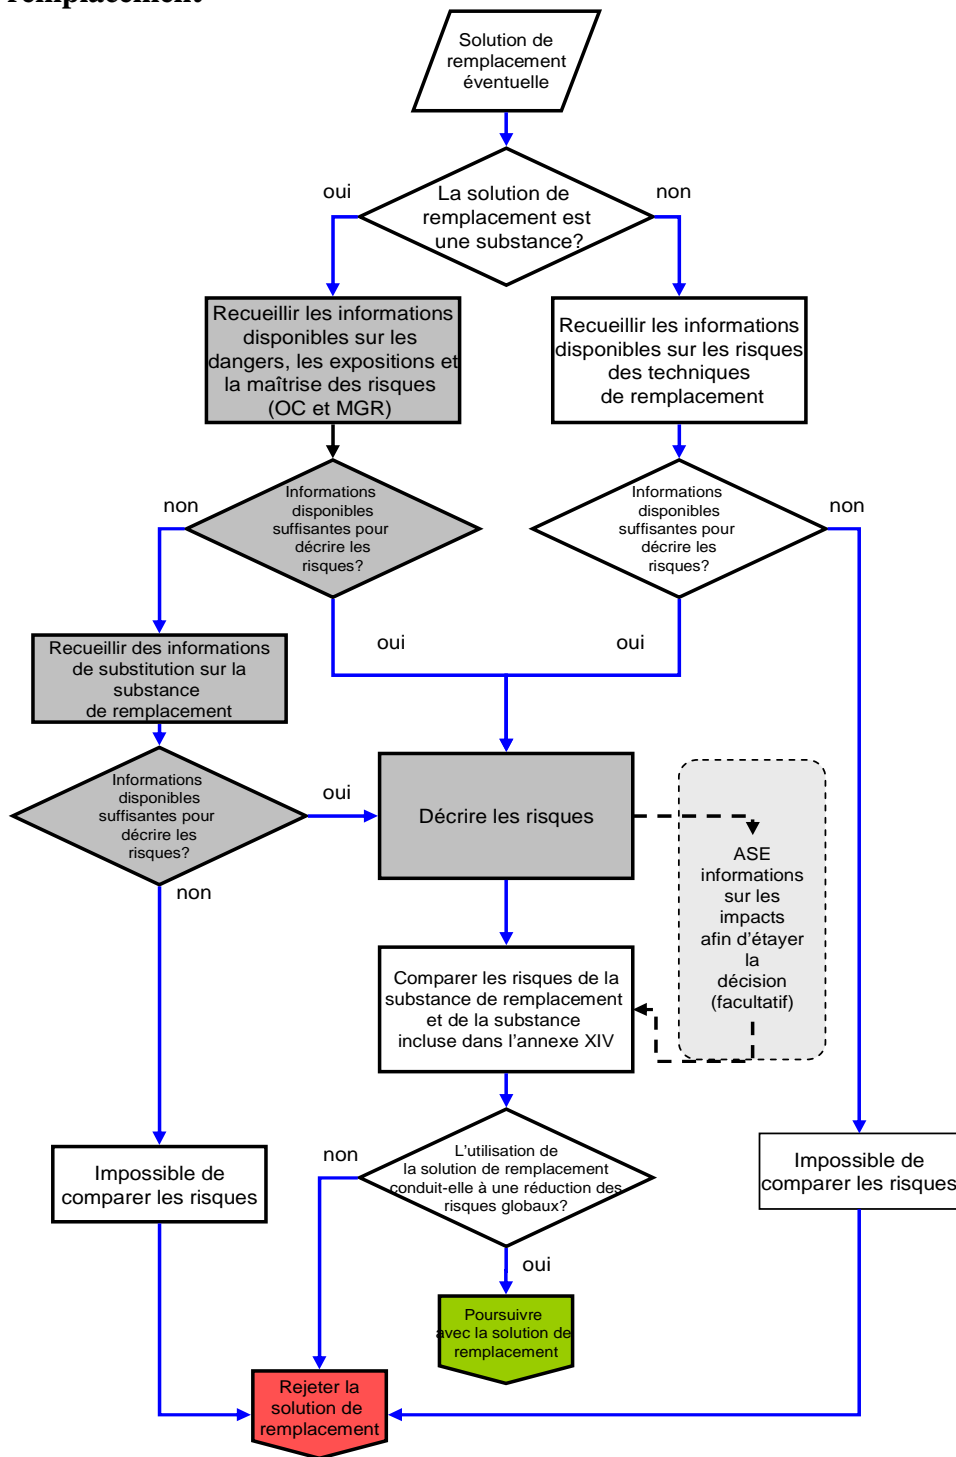 remplacement
Solution de
remplacement
éventuelle
oui
non
La solution de
remplacement est
une substance?
Recueillir les informations
disponibles sur les
dangers, les expositions et
la maîtrise des risques
(OC et MGR)
Recueillir les informations
disponibles sur les risques
des techniques
de remplacement
non
Informations
disponibles
suffisantes pour
décrire les
risques?
Informations
disponibles
suffisantes pour
décrire les
risques?
non
oui
oui
Recueillir des informations
de substitution sur la
substance
de remplacement
Informations
disponibles
suffisantes pour
décrire les
risques?
oui
Décrire les risques
ASE
informations
sur les
impacts
afin d’étayer
la
décision
(facultatif)
non
Comparer les risques de la
substance de remplacement
et de la substance
incluse dans l’annexe XIV
Impossible de
comparer les risques
non
L’utilisation de
la solution de remplacement
conduit-elle à une réduction des
risques globaux?
Impossible de
comparer les risques
oui
Poursuivre
avec la solution de
remplacement
Rejeter la
solution de
remplacement